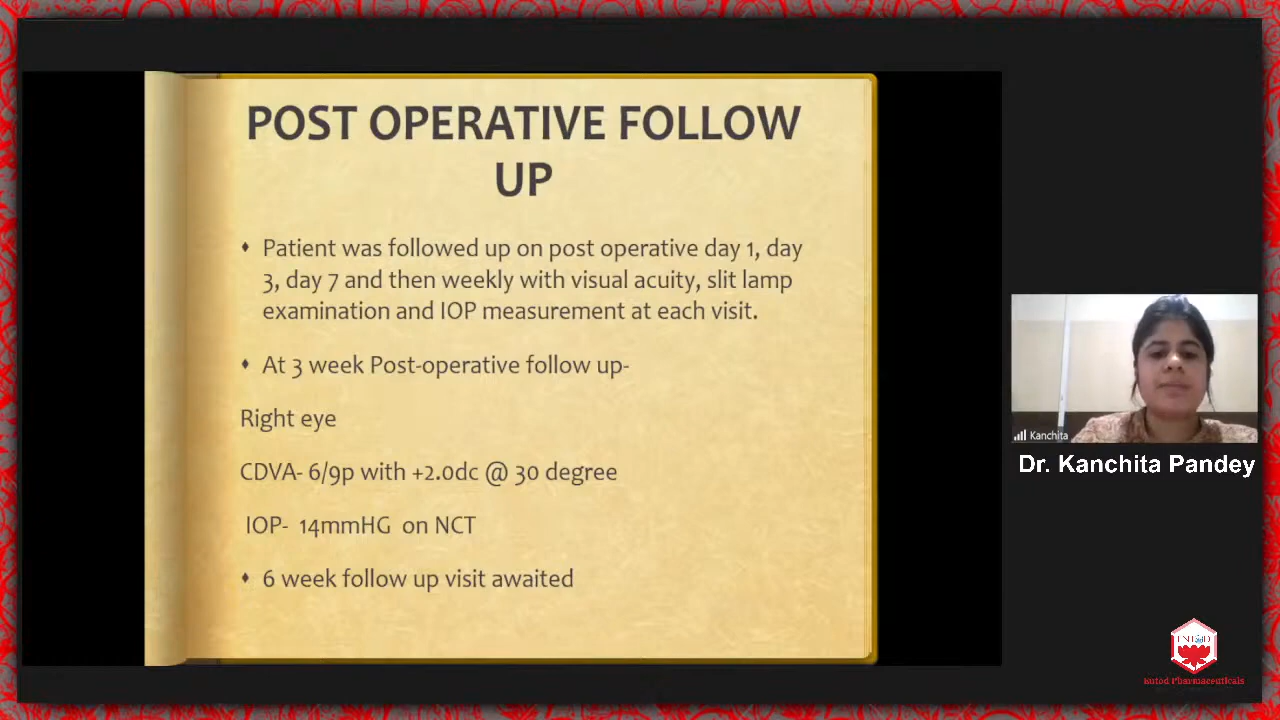 POST OPERATIVE FOLLOW
UP
♦ Patient was followed up on post operative day 1, day
3, day 7 and then weekly with visual acuity, slit lamp
examination and IOP measurement at each visit.
♦ At 3 week Post-operative follow up-
Right eye
CDVA- 6/9p with +2.0dc @ 30 degree
IOP- 14mmHG on NCT
♦ 6 week follow up visit awaited
Kanchita
Dr. Kanchita Pandey
Entod Pharmaceuticals